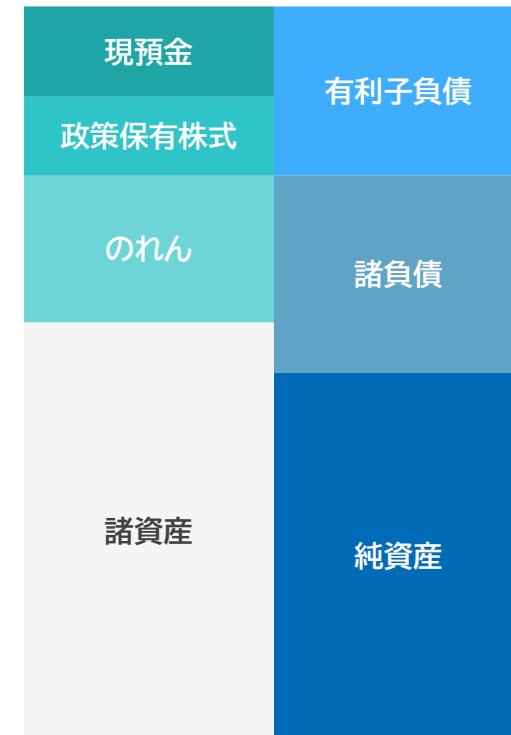 現預金
政策保有株式
のれん
諸資産
有利子負債
諸負債
純資産